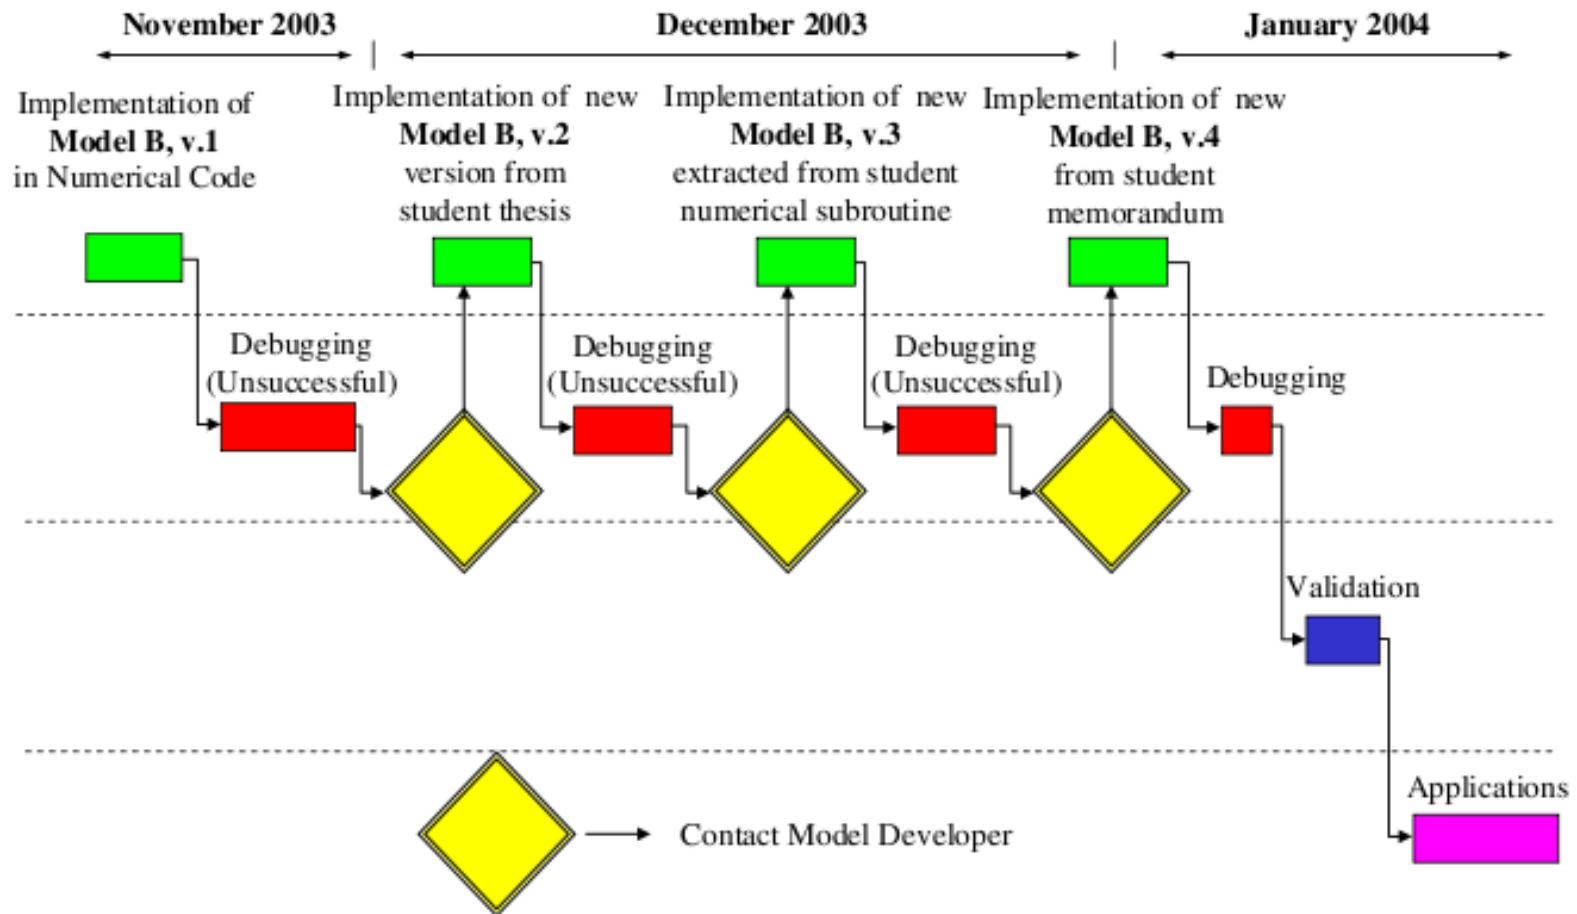 November 2003
December 2003
January 2004
Implementation of
Model B, v.1
in Numerical Code
Implementation of new
Model B, v.2
version from
student thesis
Implementation of new
Model B, v.3
extracted from student
numerical subroutine
Implementation of new
Model B, v.4
from student
memorandum
Debugging
(Unsuccessful)
Debugging
(Unsuccessful)
Debugging
(Unsuccessful)
Debugging
Validation
Applications
Contact Model Developer